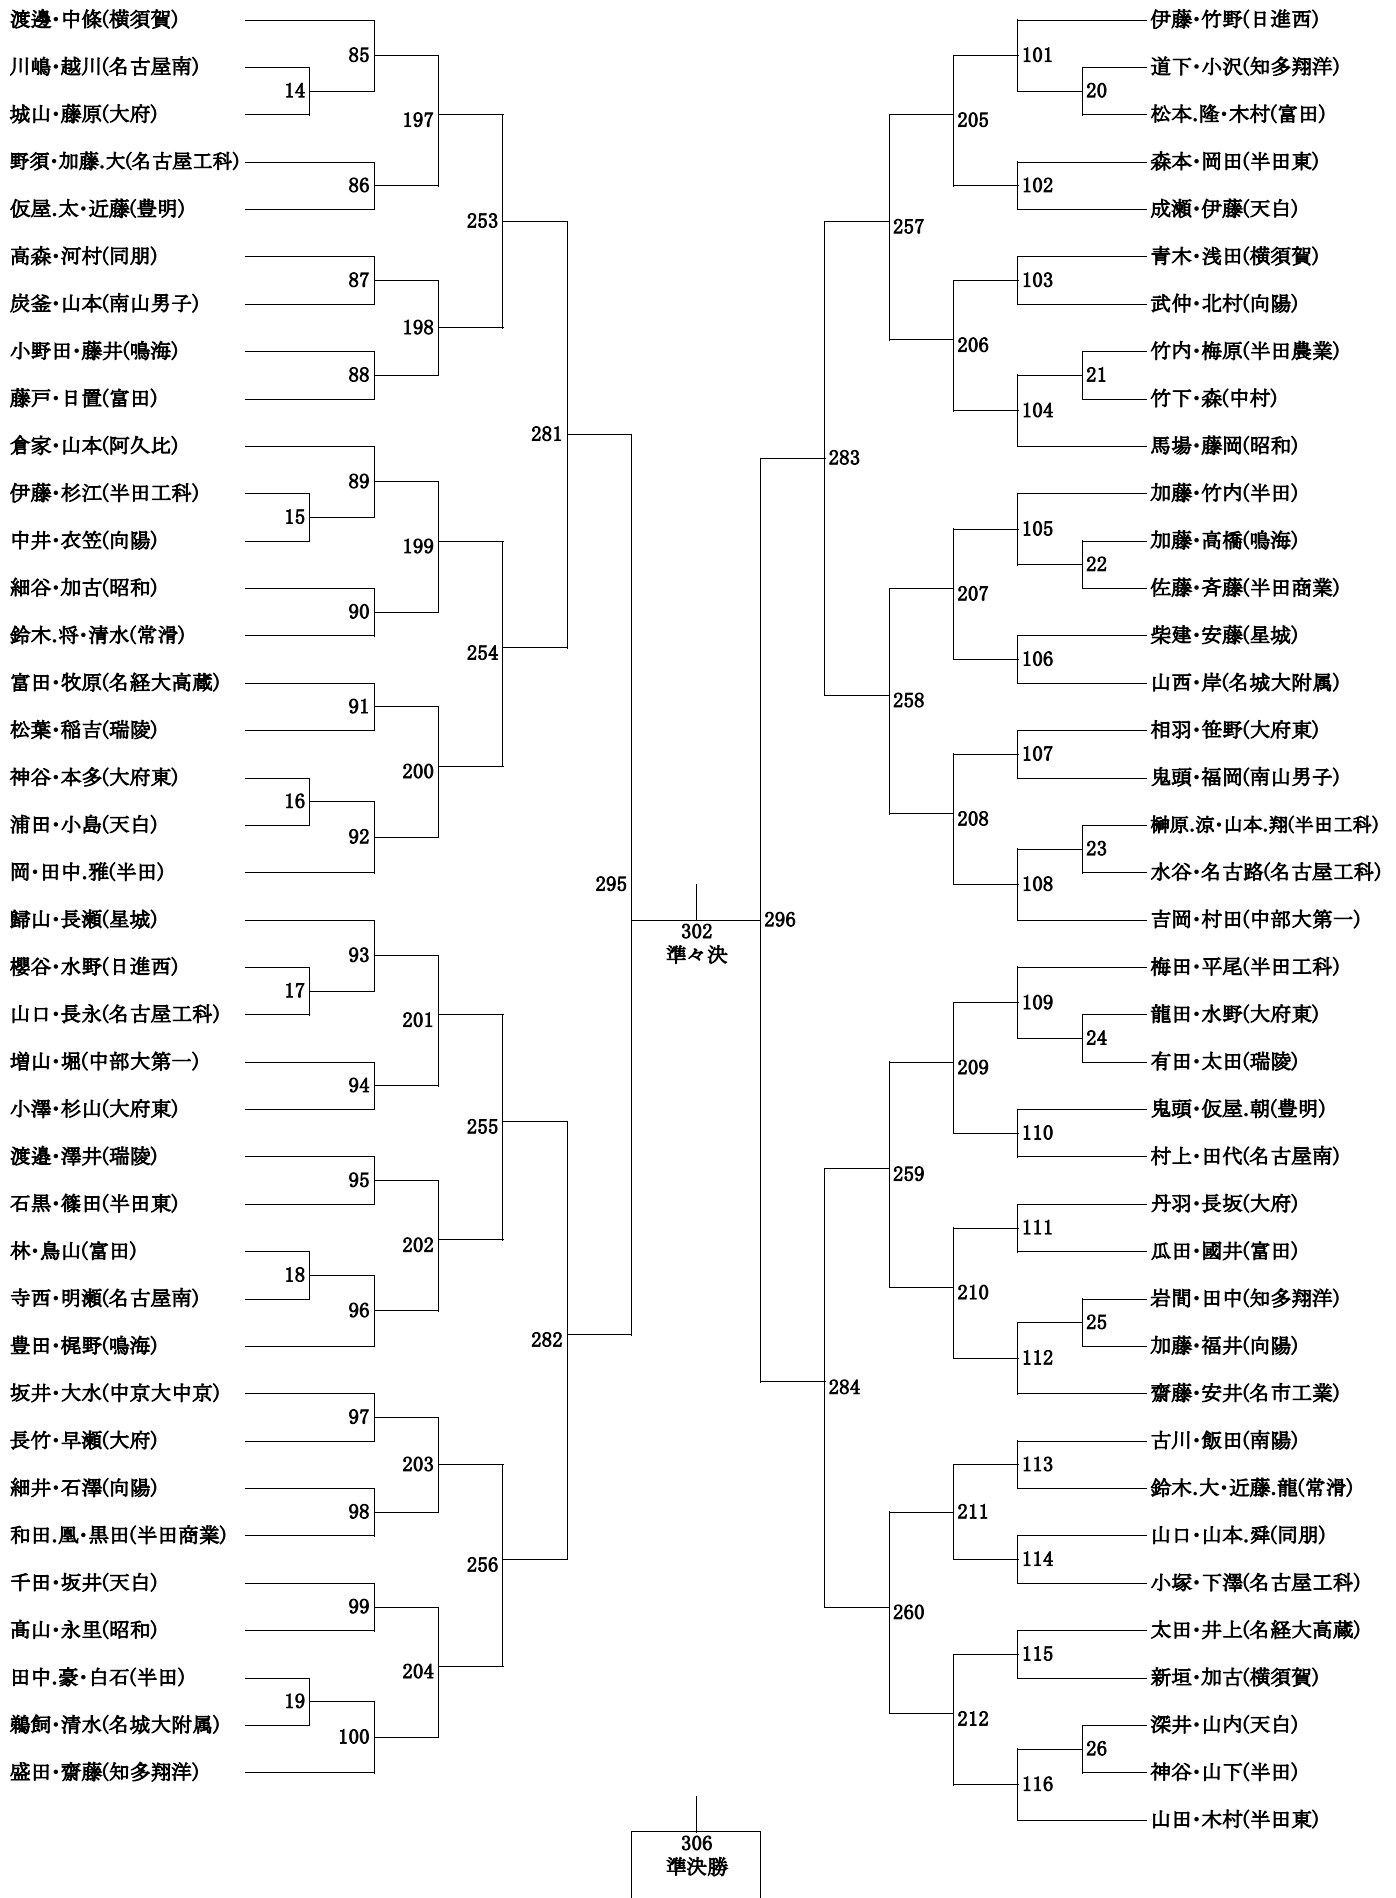 渡邊・中條(横須賀)
川嶋・越川(名古屋南)
城山・藤原(大府)
野須・加藤.大(名古屋工科)
仮屋.太・近藤(豊明)
高森・河村(同朋)
炭釜・山本(南山男子)
小野田・藤井(鳴海)
藤戸・日置(富田)
倉家・山本(阿久比)
伊藤・杉江(半田工科)
中井・衣笠(向陽)
細谷・加古(昭和)
鈴木.将・清水(常滑)
富田・牧原(名経大高蔵)
松葉・稲吉(瑞陵)
神谷・本多(大府東)
浦田・小島(天白)
岡・田中.雅(半田)
歸山・長瀬(星城)
櫻谷・水野(日進西)
山口・長永(名古屋工科)
増山・堀(中部大第一)
小澤・杉山(大府東)
渡邉・澤井(瑞陵)
石黒・篠田(半田東)
林・鳥山(富田)
寺西・明瀬(名古屋南)
豊田・梶野(鳴海)
坂井・大水(中京大中京)
長竹・早瀬(大府)
細井・石澤(向陽)
和田.凰・黒田(半田商業)
千田・坂井(天白)
髙山・永里(昭和)
田中.豪・白石(半田)
鵜飼・清水(名城大附属)
盛田・齋藤(知多翔洋)
14
15
16
17
18
19
85
86
87
88
89
90
91
92
93
94
95
96
97
98
99
100
197
198
199
200
201
202
203
204
253
254
255
256
281
282
295
302
準々決
306
準決勝
296
283
284
257
258
259
260
205
206
207
208
209
210
211
212
101
102
103
104
105
106
107
108
109
110
111
112
113
114
115
116
20
21
22
23
24
25
26
伊藤・竹野(日進西)
道下・小沢(知多翔洋)
松本.隆・木村(富田)
森本・岡田(半田東)
成瀬・伊藤(天白)
青木・浅田(横須賀)
武仲・北村(向陽)
竹内・梅原(半田農業)
竹下・森(中村)
馬場・藤岡(昭和)
加藤・竹内(半田)
加藤・高橋(鳴海)
佐藤・斉藤(半田商業)
柴建・安藤(星城)
山西・岸(名城大附属)
相羽・笹野(大府東)
鬼頭・福岡(南山男子)
榊原.涼・山本.翔(半田工科)
水谷・名古路(名古屋工科)
吉岡・村田(中部大第一)
梅田・平尾(半田工科)
龍田・水野(大府東)
有田・太田(瑞陵)
鬼頭・仮屋.朝(豊明)
村上・田代(名古屋南)
丹羽・長坂(大府)
瓜田・國井(富田)
岩間・田中(知多翔洋)
加藤・福井(向陽)
齋藤・安井(名市工業)
古川・飯田(南陽)
鈴木.大・近藤.龍(常滑)
山口・山本.舜(同朋)
小塚・下澤(名古屋工科)
太田・井上(名経大高蔵)
新垣・加古(横須賀)
深井・山内(天白)
神谷・山下(半田)
山田・木村(半田東)